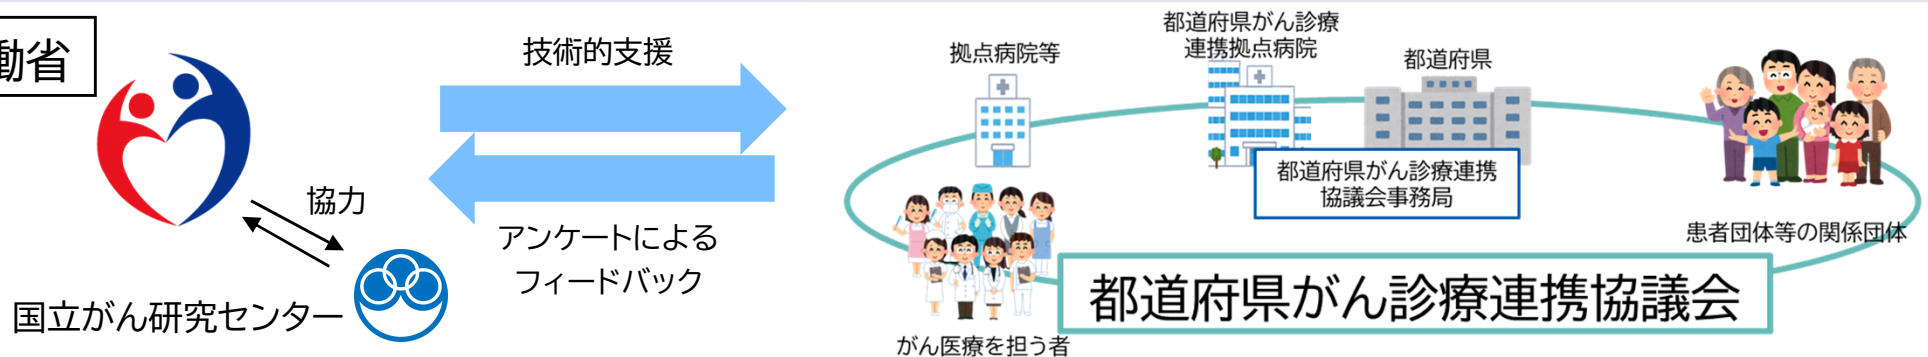 働省
技術的支援
協力
アンケートによる
フィードバック
国立がん研究センター
拠点病院等
都道府県がん診療
連携拠点病院
都道府県
都道府県がん診療連携
協議会事務局
患者団体等の関係団体
都道府県がん診療連携協議会
がん医療を担う者